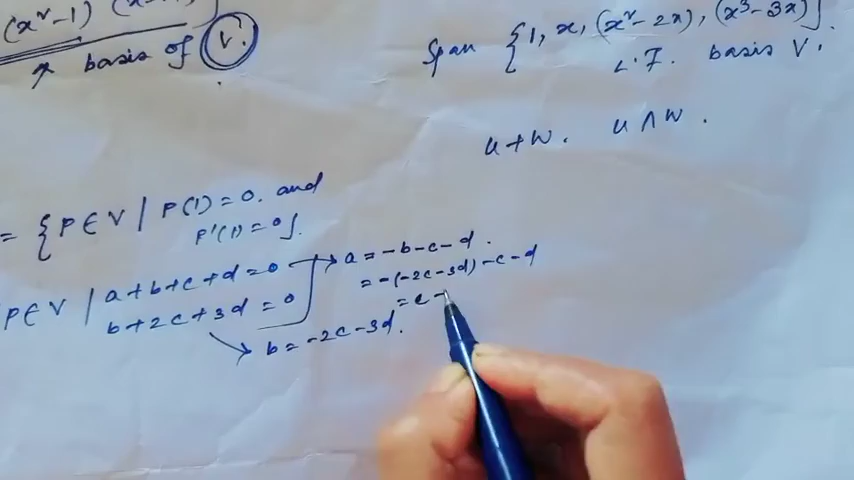 (x²-1) (x
↗ basis of V.
Span {1, x, (x²-2x), (x³-3x)}
L.I. basis V.
U+W. U∩W.
= {P∈V | P(1)=0. and
P'(1)=0}.
P∈V | a+b+c+d=0 → a=-b-c-d.
b+2c+3d=0
=-(-2c-3d)-c-d
=c-
b=-2c-3d.